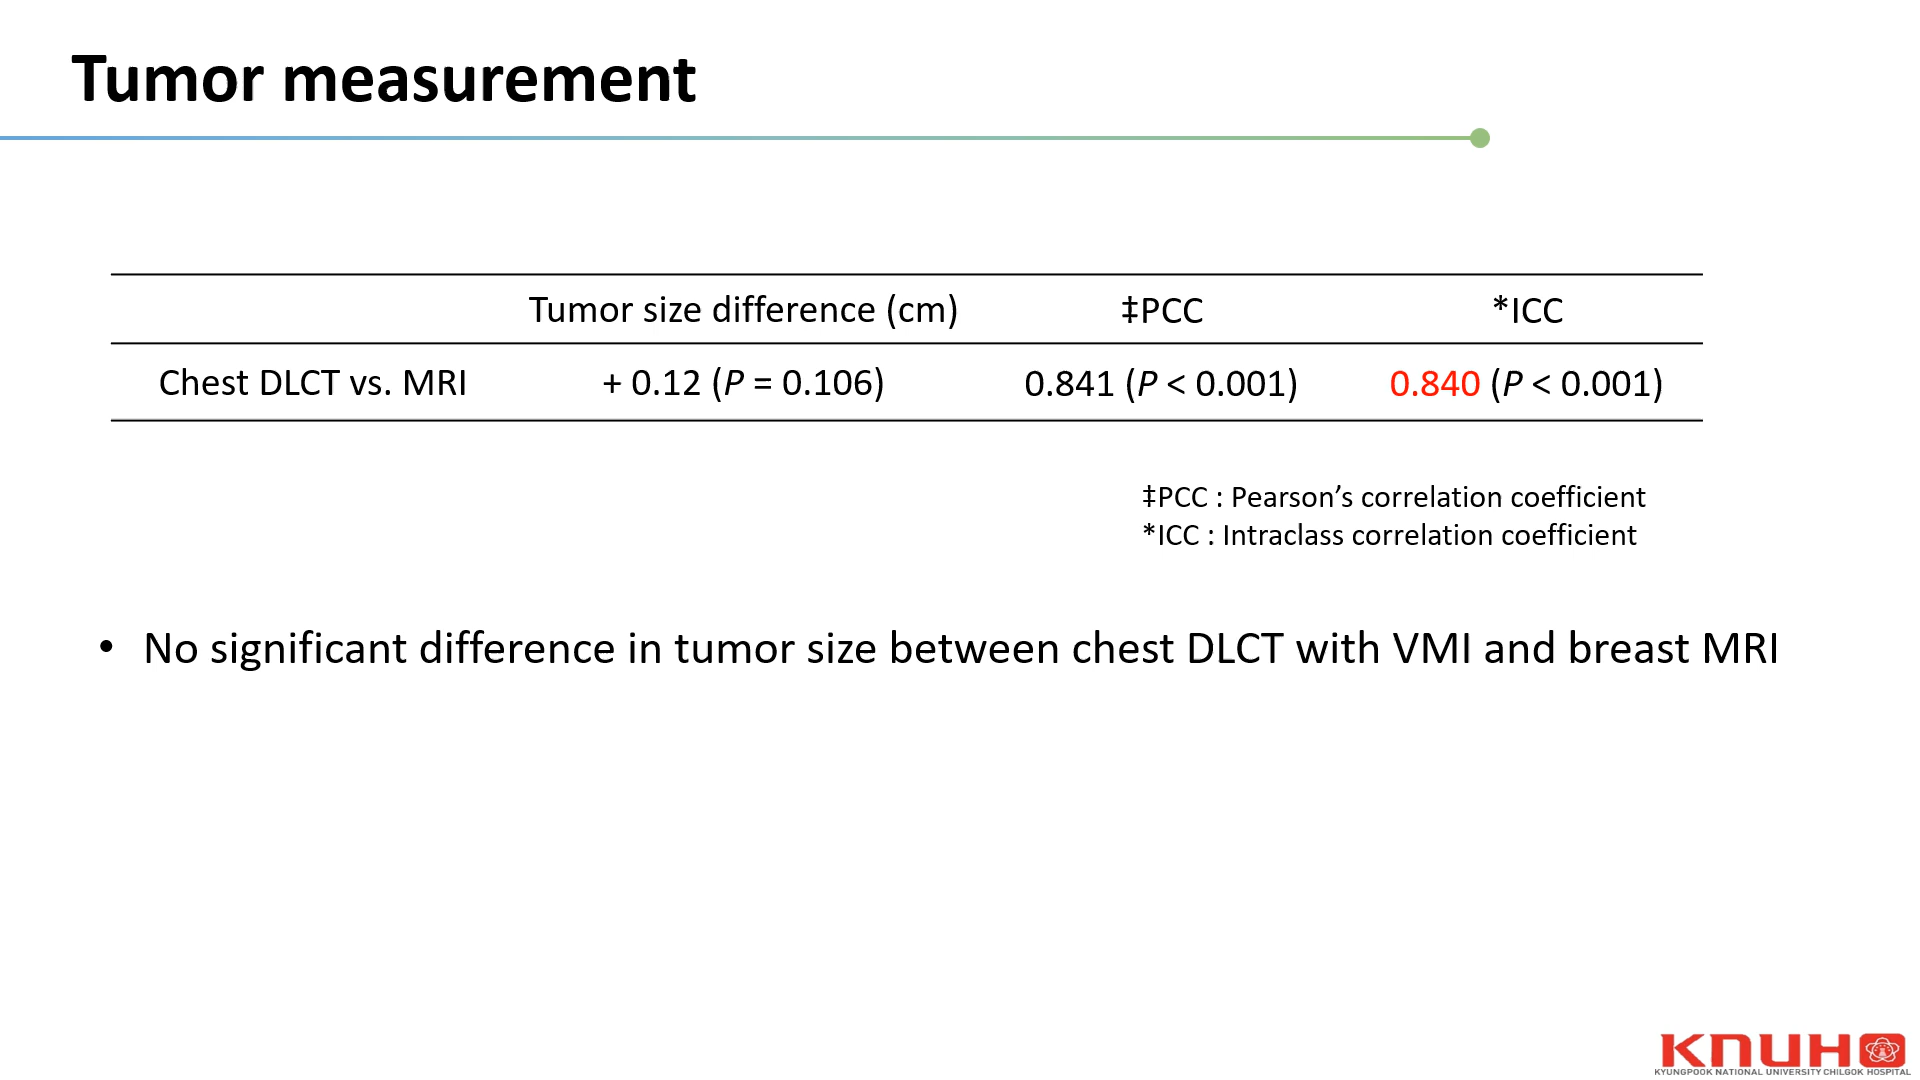 Tumor measurement
Tumor size difference (cm) ‡PCC *ICC
Chest DLCT vs. MRI + 0.12 (P = 0.106) 0.841 (P < 0.001) 0.840 (P < 0.001)
‡PCC : Pearson’s correlation coefficient
*ICC : Intraclass correlation coefficient
• No significant difference in tumor size between chest DLCT with VMI and breast MRI
KNUH
KYUNGPOOK NATIONAL UNIVERSITY CHILGOK HOSPITAL